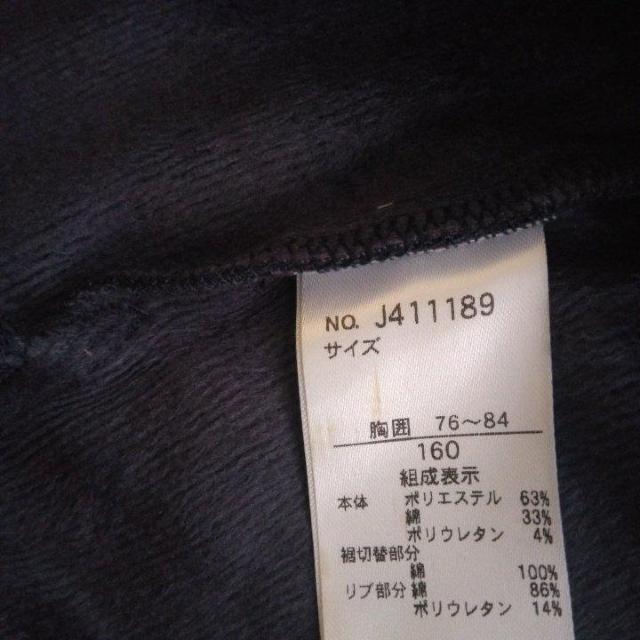 NO. J411189
サイズ
胸囲 76～84
160
組成表示
本体 ポリエステル 63%
綿 33%
ポリウレタン 4%
裾切替部分
綿 100%
リブ部分 綿 86%
ポリウレタン 14%